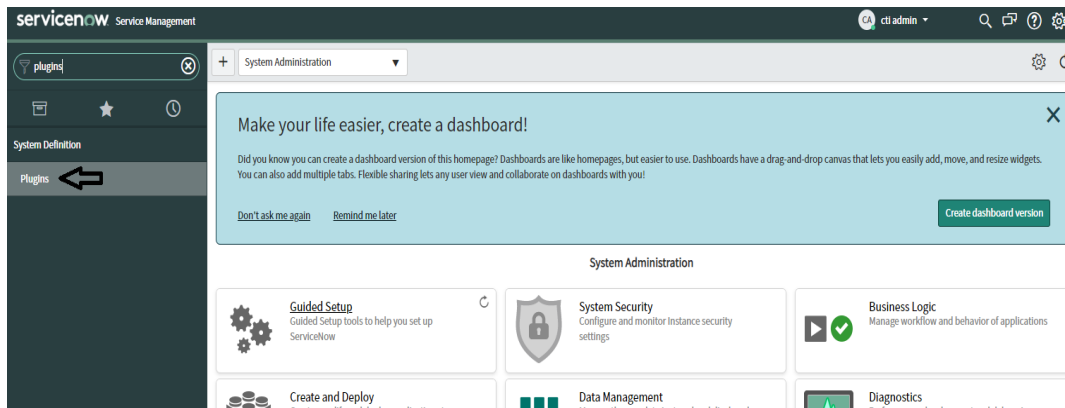 servicenow Service Management
CA cti admin
plugins
System Administration
System Definition
Plugins
Make your life easier, create a dashboard!
Did you know you can create a dashboard version of this homepage? Dashboards are like homepages, but easier to use. Dashboards have a drag-and-drop canvas that lets you easily add, move, and resize widgets.
You can also add multiple tabs. Flexible sharing lets any user view and collaborate on dashboards with you!
Don't ask me again Remind me later
Create dashboard version
System Administration
Guided Setup
Guided Setup tools to help you set up
ServiceNow
System Security
Configure and monitor Instance security
settings
Business Logic
Manage workflow and behavior of applications
Create and Deploy
Data Management
Diagnostics